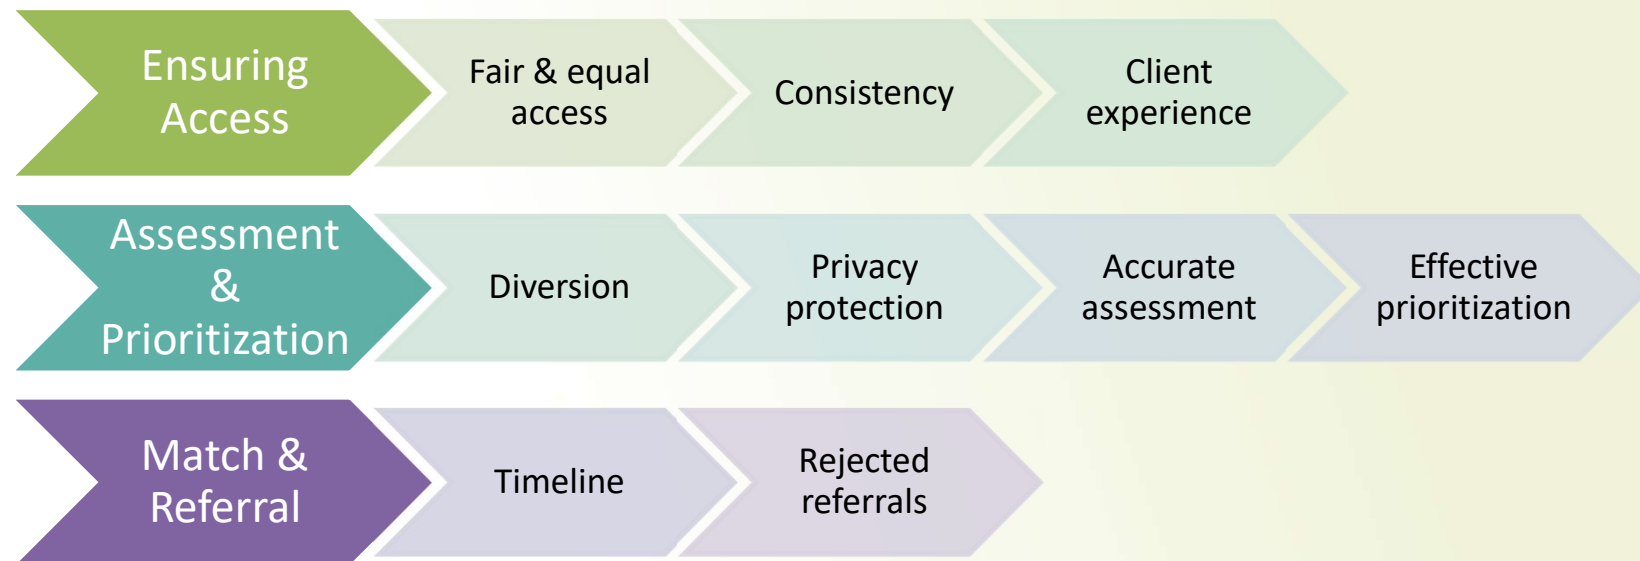 Ensuring
Access
Fair & equal
access
Consistency
Client
experience
Assessment
&
Prioritization
Diversion
Privacy
protection
Accurate
assessment
Effective
prioritization
Match &
Referral
Timeline
Rejected
referrals